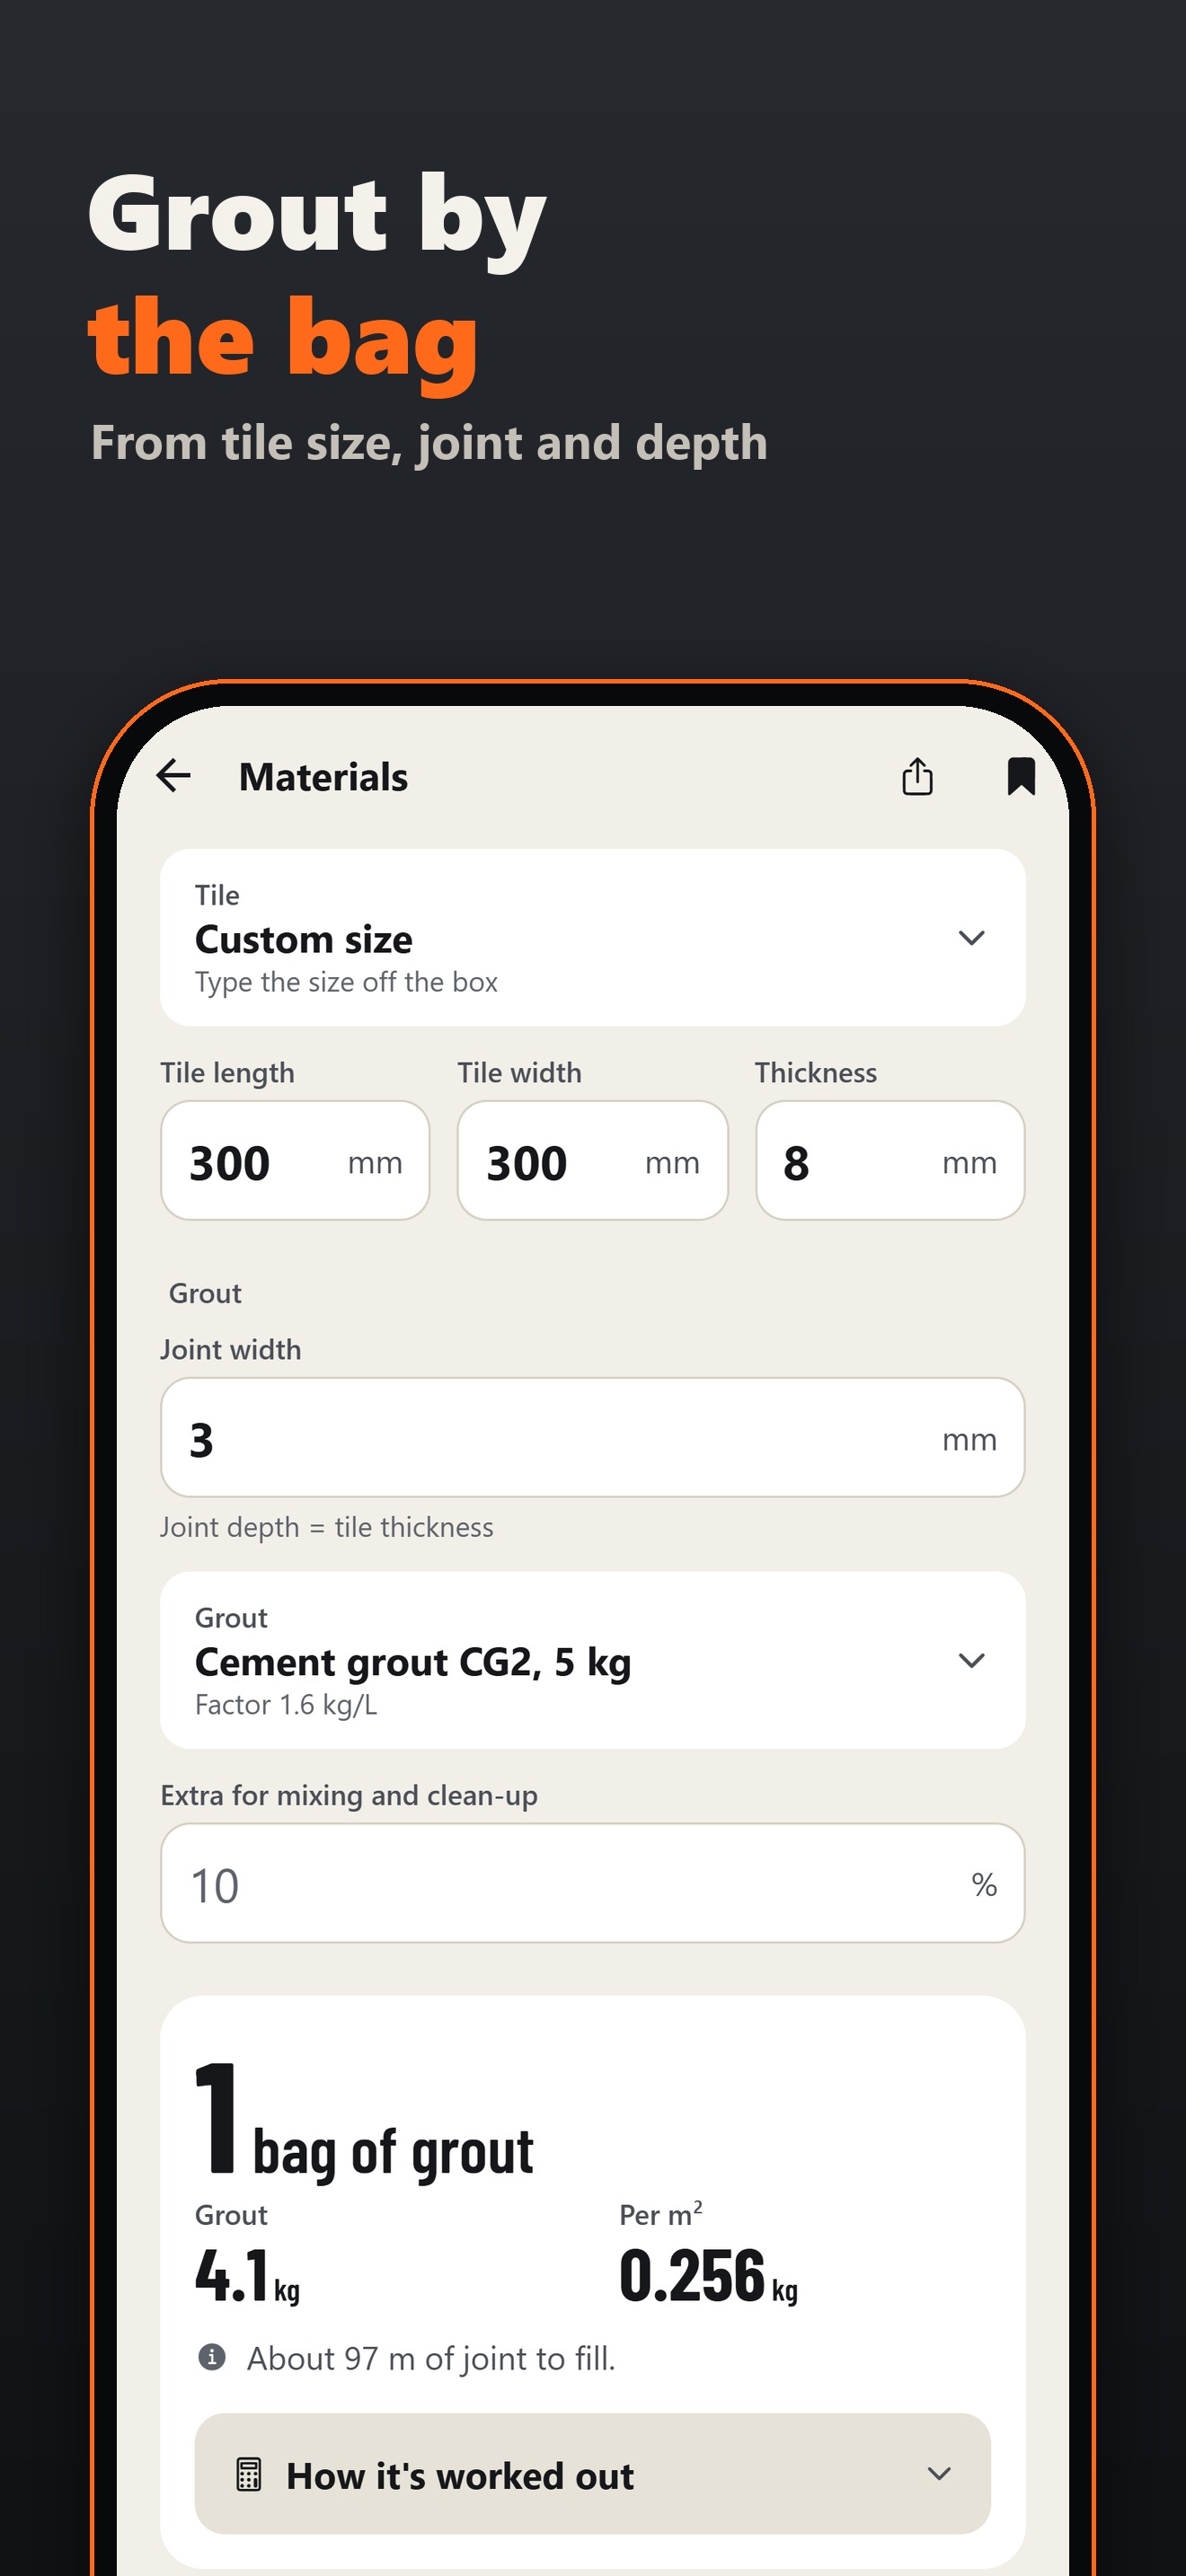 Grout by
the bag
From tile size, joint and depth
Materials
Tile
Custom size
Type the size off the box
Tile length Tile width Thickness
300 mm 300 mm 8 mm
Grout
Joint width
3 mm
Joint depth = tile thickness
Grout
Cement grout CG2, 5 kg
Factor 1.6 kg/L
Extra for mixing and clean-up
10 %
1 bag of grout
Grout Per m²
4.1 kg 0.256 kg
About 97 m of joint to fill.
How it's worked out